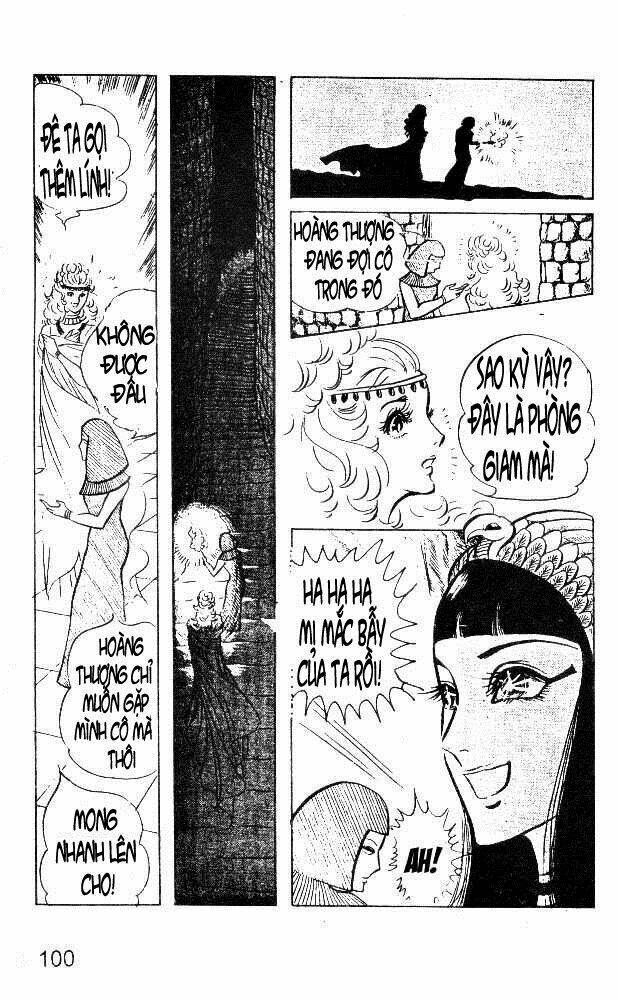 ĐÊ TA GỌI
THÊM LÍNH!
KHÔNG
ĐƯỢC
ĐÂU
HOÀNG
THƯỢNG CHỈ
MUỐN GẶP
MÌNH CÔ MÀ
THÔI
MONG
NHANH LÊN
CHO!
HOÀNG THƯỢNG
ĐANG ĐỢI CÔ
TRONG ĐÓ
SAO KỲ VẬY?
ĐÂY LÀ PHÒNG
GIAM MÀ!
HA HA HA
MI MẮC BẪY
CỦA TA RỒI!
AH!
100